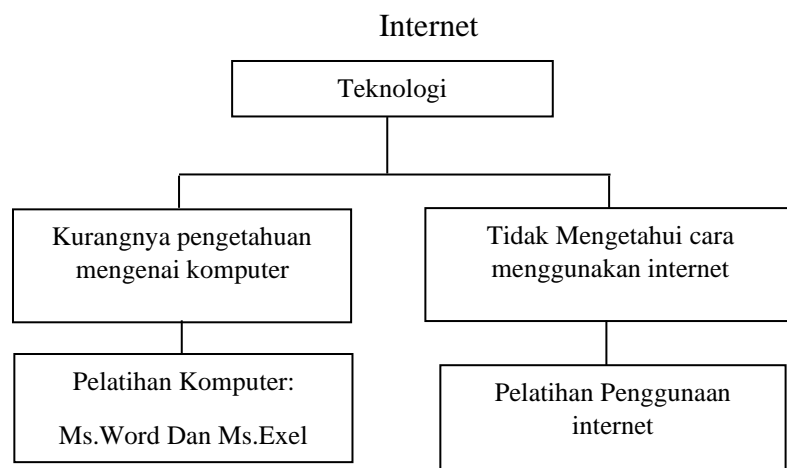 Internet
Teknologi
Kurangnya pengetahuan
mengenai komputer
Tidak Mengetahui cara
menggunakan internet
Pelatihan Komputer:
Ms.Word Dan Ms.Exel
Pelatihan Penggunaan
internet